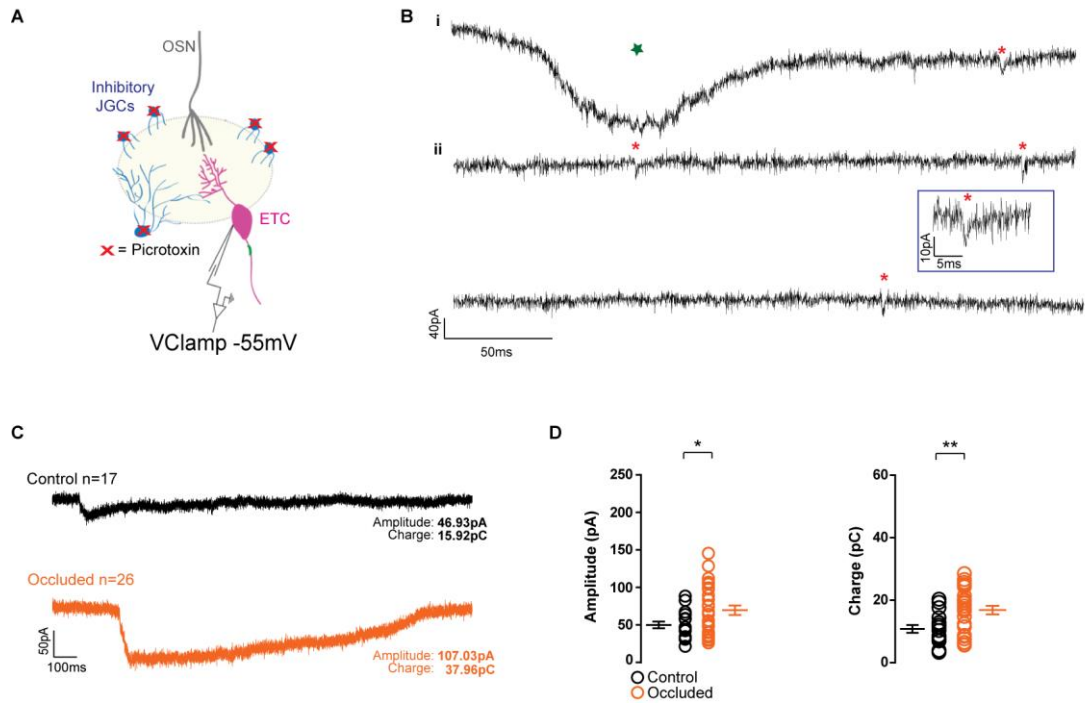 A
OSN
Inhibitory
JGCs
ETC
x = Picrotoxin
VClamp -55mV
B
i
*
ii
*
*
*
10pA
5ms
*
40pA
50ms
C
Control n=17
Amplitude: 46.93pA
Charge: 15.92pC
Occluded n=26
50pA
100ms
Amplitude: 107.03pA
Charge: 37.96pC
D
*
250
200
150
100
50
0
Amplitude (pA)
Control
Occluded
**
60
40
20
0
Charge (pC)